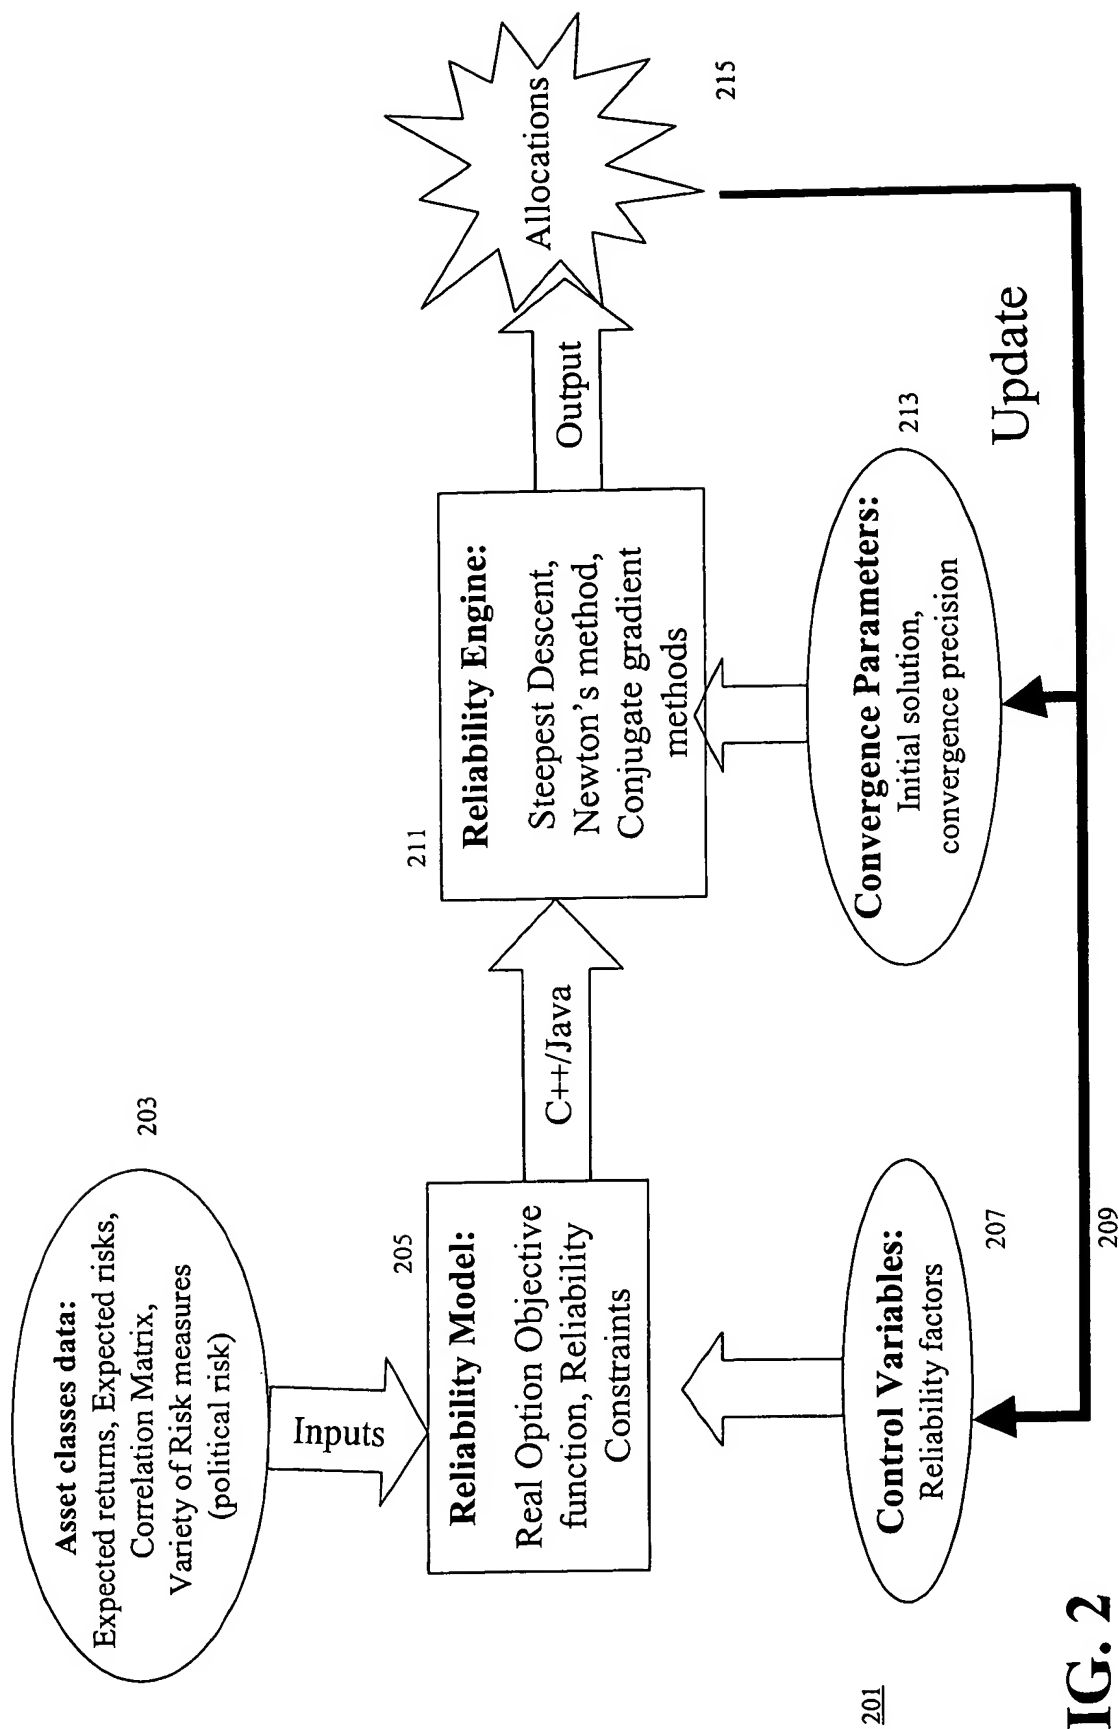 203
Asset classes data:
Expected returns, Expected risks,
Correlation Matrix,
Variety of Risk measures
(political risk)
Inputs
205
Reliability Model:
Real Option Objective
function, Reliability
Constraints
C++/Java
211
Reliability Engine:
Steepest Descent,
Newton's method,
Conjugate gradient
methods
Output
Allocations
215
Control Variables:
Reliability factors
207
Convergence Parameters:
Initial solution,
convergence precision
213
Update
209
201
IG. 2